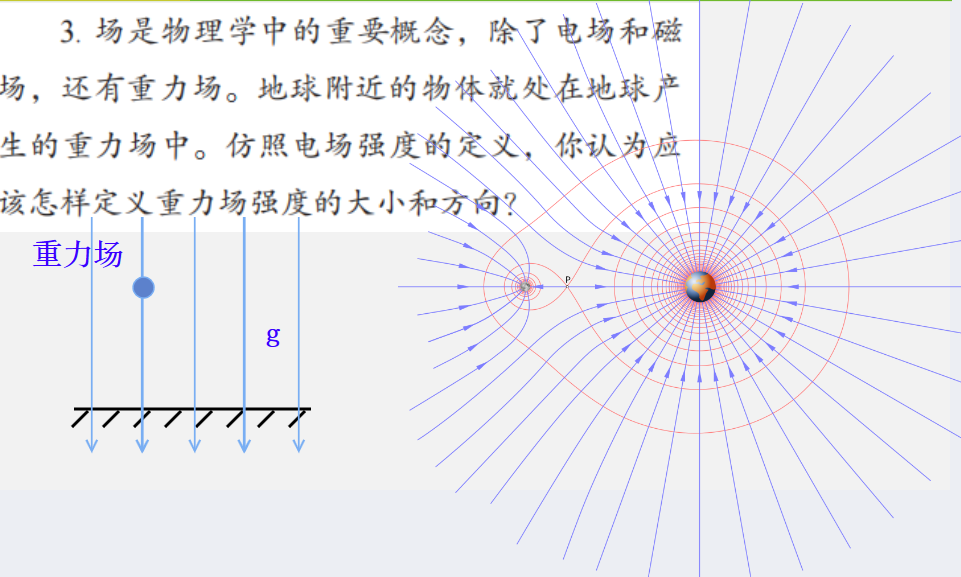 3. 场是物理学中的重要概念，除了电场和磁
场，还有重力场。地球附近的物体就处在地球产
生的重力场中。仿照电场强度的定义，你认为应
该怎样定义重力场强度的大小和方向？
重力场
P
g